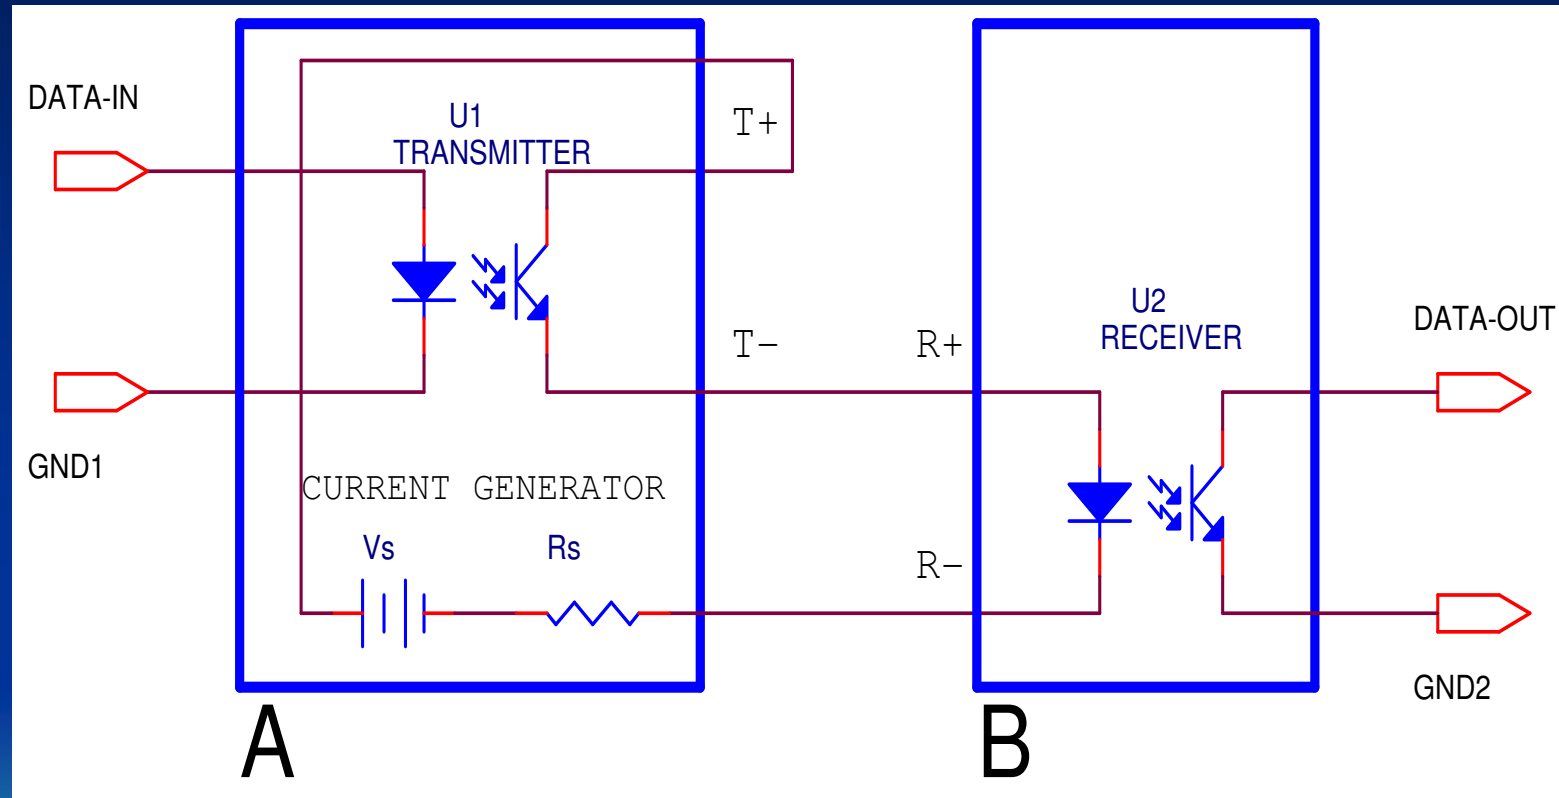 DATA-IN
U1
TRANSMITTER
T+
U2
RECEIVER
DATA-OUT
T-
R+
GND1
CURRENT GENERATOR
Vs
Rs
R-
GND2
A
B